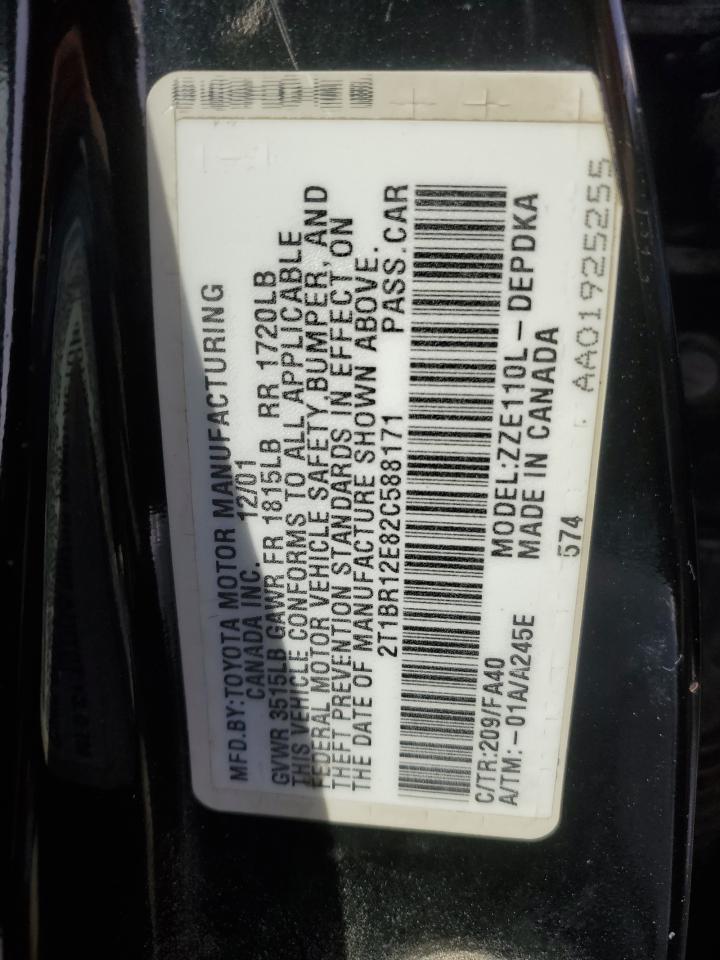 MFD.BY:TOYOTA MOTOR MANUFACTURING
CANADA INC. 12/01
GVWR 3515LB GAWR FR 1815LB RR 1720LB
THIS VEHICLE CONFORMS TO ALL APPLICABLE
FEDERAL MOTOR VEHICLE SAFETY,BUMPER, AND
THEFT PREVENTION STANDARDS IN EFFECT ON
THE DATE OF MANUFACTURE SHOWN ABOVE.
2T1BR12E82C588171 PASS.CAR
C/TR:209/FA40 MODEL:ZZE110L-DEPDKA
A/TM:-01A/A245E MADE IN CANADA
574
AA01925255